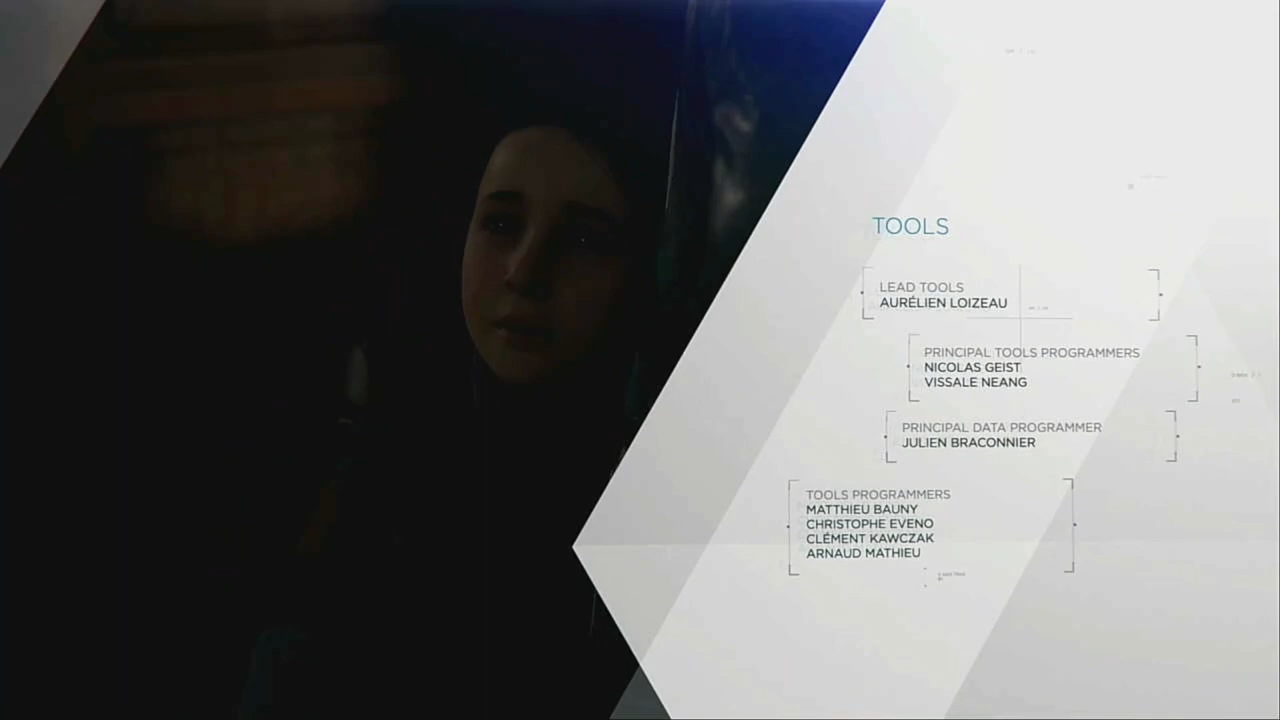 TOOLS
LEAD TOOLS
AURÉLIEN LOIZEAU
PRINCIPAL TOOLS PROGRAMMERS
NICOLAS GEIST
VISSALE NEANG
PRINCIPAL DATA PROGRAMMER
JULIEN BRACONNIER
TOOLS PROGRAMMERS
MATTHIEU BAUNY
CHRISTOPHE EVENO
CLÉMENT KAWCZAK
ARNAUD MATHIEU